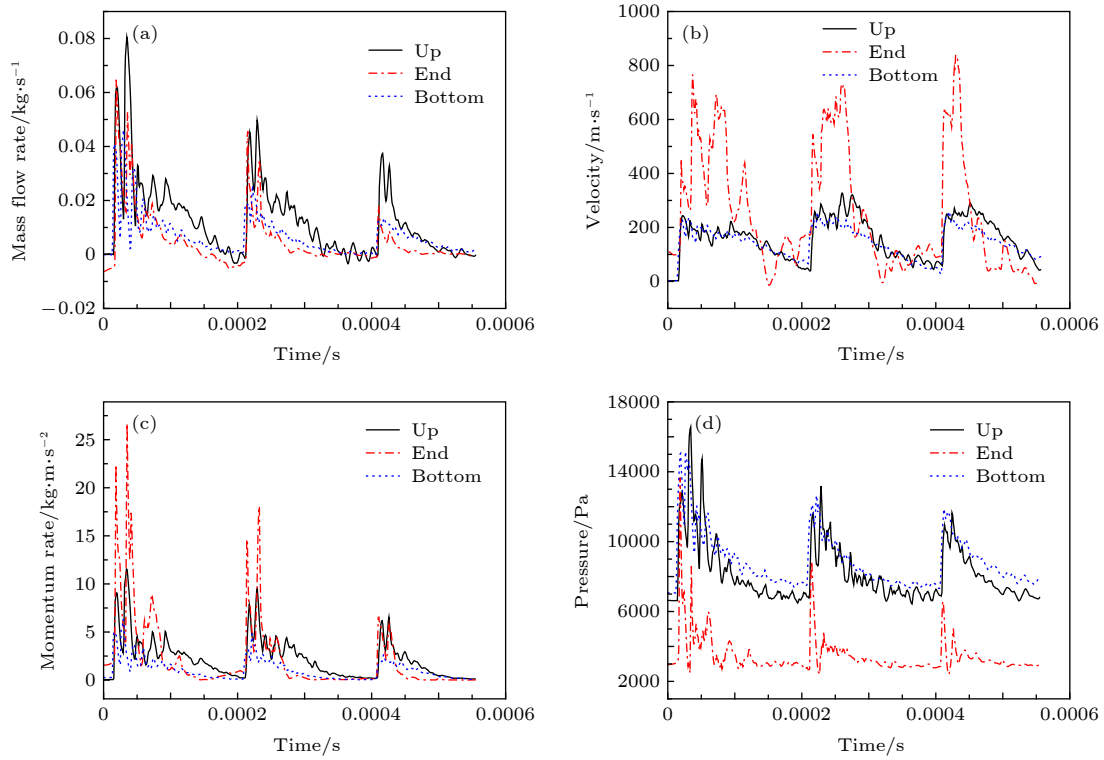 (a)
Up
End
Bottom
Mass flow rate/kg·s⁻¹
0.08
0.06
0.04
0.02
0
−0.02
0
0.0002
0.0004
0.0006
Time/s
(b)
Up
End
Bottom
Velocity/m·s⁻¹
1000
800
600
400
200
0
0
0.0002
0.0004
0.0006
Time/s
(c)
Up
End
Bottom
Momentum rate/kg·m·s⁻²
25
20
15
10
5
0
0
0.0002
0.0004
0.0006
Time/s
(d)
Up
End
Bottom
Pressure/Pa
18000
14000
10000
6000
2000
0
0.0002
0.0004
0.0006
Time/s